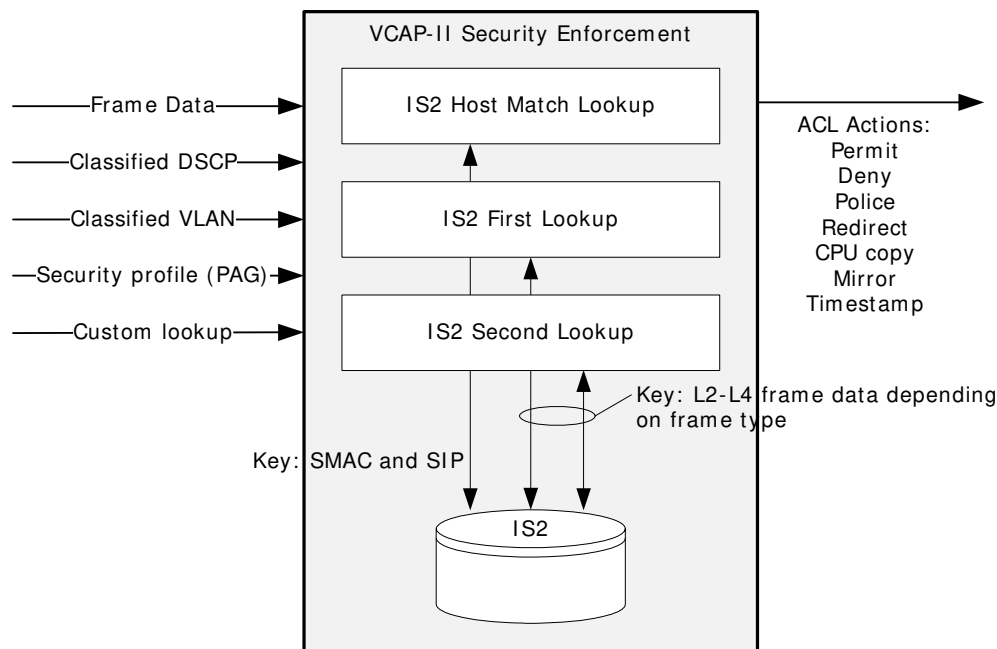 VCAP-II Security Enforcement
IS2 Host Match Lookup
IS2 First Lookup
IS2 Second Lookup
Frame Data
Classified DSCP
Classified VLAN
Security profile (PAG)
Custom lookup
ACL Actions:
Permit
Deny
Police
Redirect
CPU copy
Mirror
Timestamp
Key: L2-L4 frame data depending
on frame type
Key: SMAC and SIP
IS2